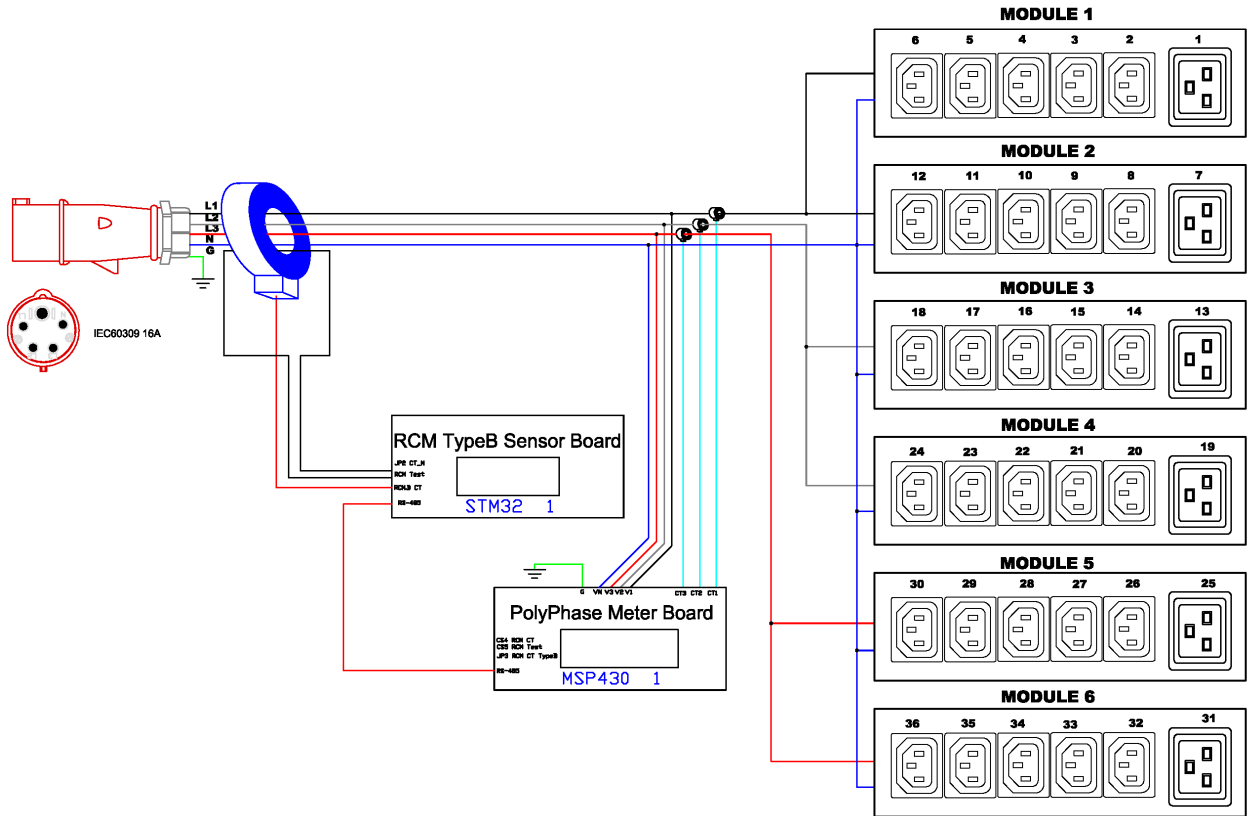 MODULE 1
6 5 4 3 2 1
MODULE 2
12 11 10 9 8 7
L1
L2
L3
N
G
MODULE 3
18 17 16 15 14 13
IEC60309 16A
MODULE 4
24 23 22 21 20 19
RCM TypeB Sensor Board
JP2 CT_N
RCM Test
RCM.B CT
RS-485
STM32 1
MODULE 5
30 29 28 27 26 25
G VN V3 V2 V1 CT3 CT2 CT1
PolyPhase Meter Board
CS4 RCM CT
CS5 RCM Test
JP3 RCM CT TypeB
RS-485
MSP430 1
MODULE 6
36 35 34 33 32 31